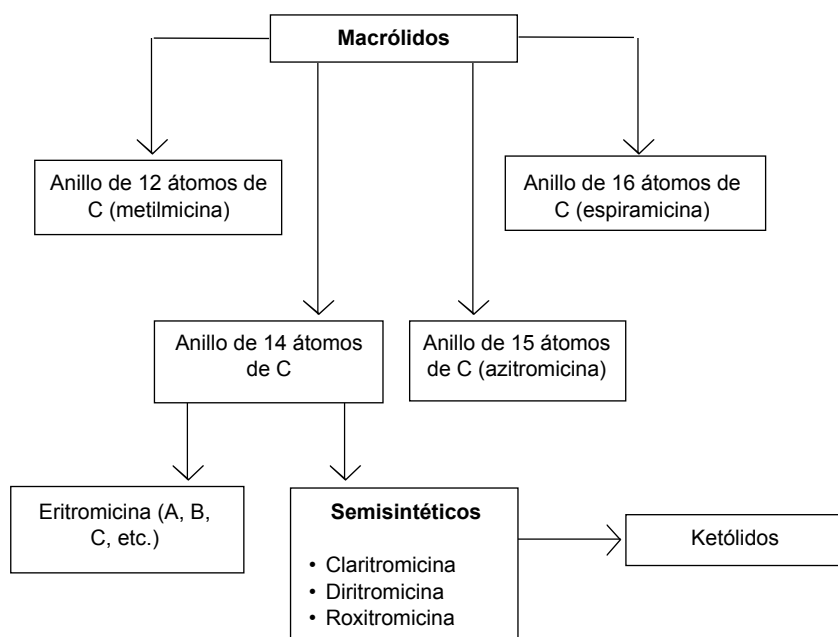 Macrólidos
Anillo de 12 átomos de
C (metilmicina)
Anillo de 16 átomos de
C (espiramicina)
Anillo de 14 átomos
de C
Anillo de 15 átomos
de C (azitromicina)
Eritromicina (A, B,
C, etc.)
Semisintéticos
• Claritromicina
• Diritromicina
• Roxitromicina
Ketólidos